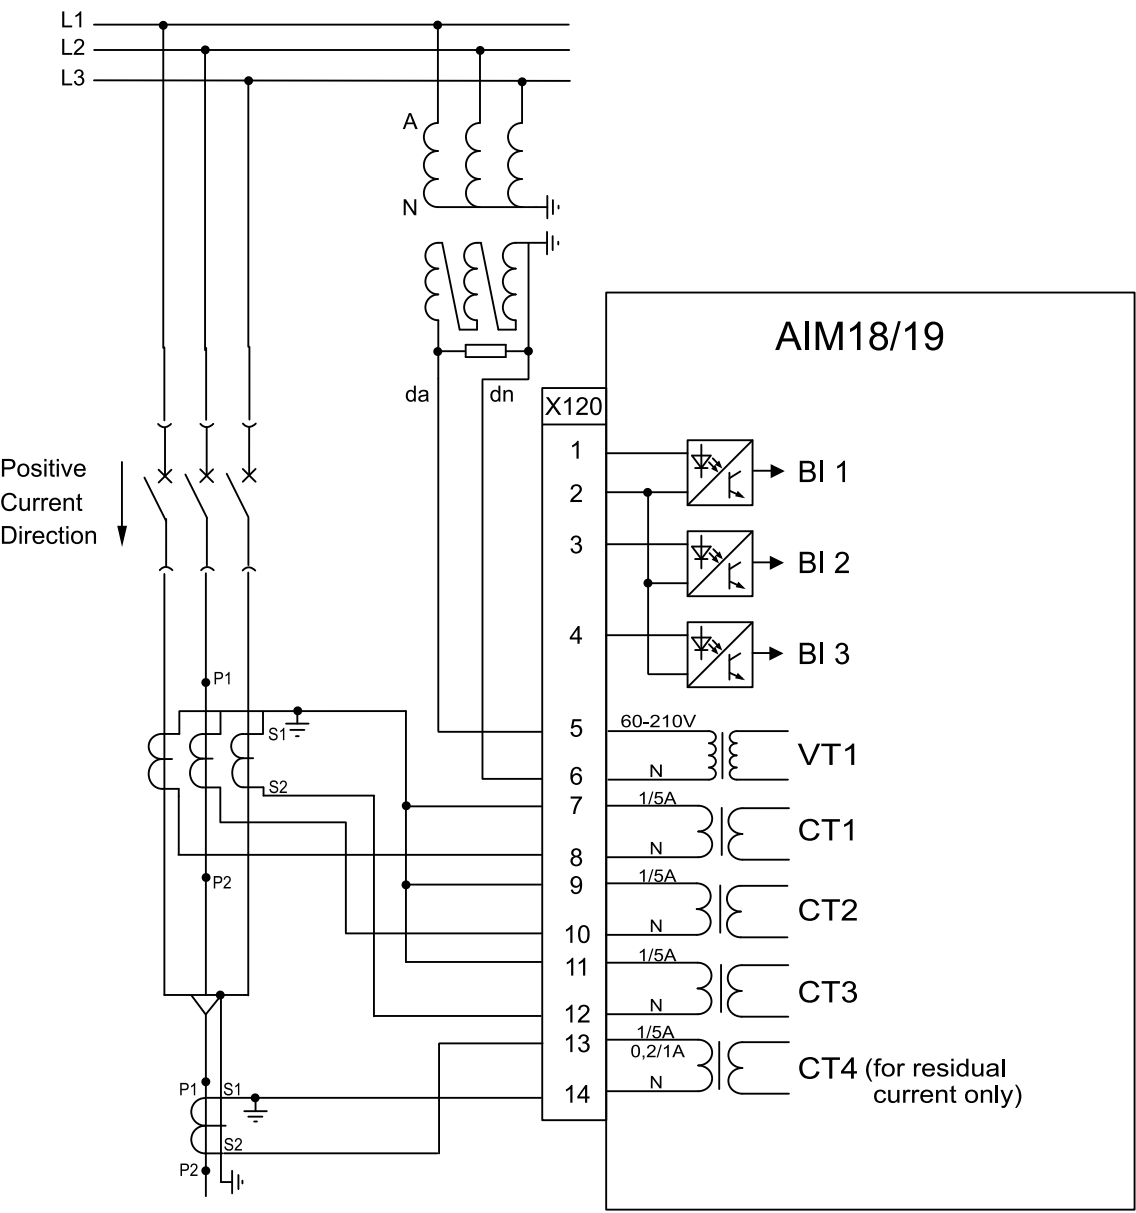 L1
L2
L3
A
N
AIM18/19
da
dn
X120
1
2
3
4
5
6
7
8
9
10
11
12
13
14
BI 1
BI 2
BI 3
Positive
Current
Direction
P1
S1
S2
P2
60-210V
N
VT1
1/5A
N
CT1
1/5A
N
CT2
1/5A
N
CT3
1/5A
0,2/1A
N
CT4 (for residual
current only)
P1
S1
S2
P2